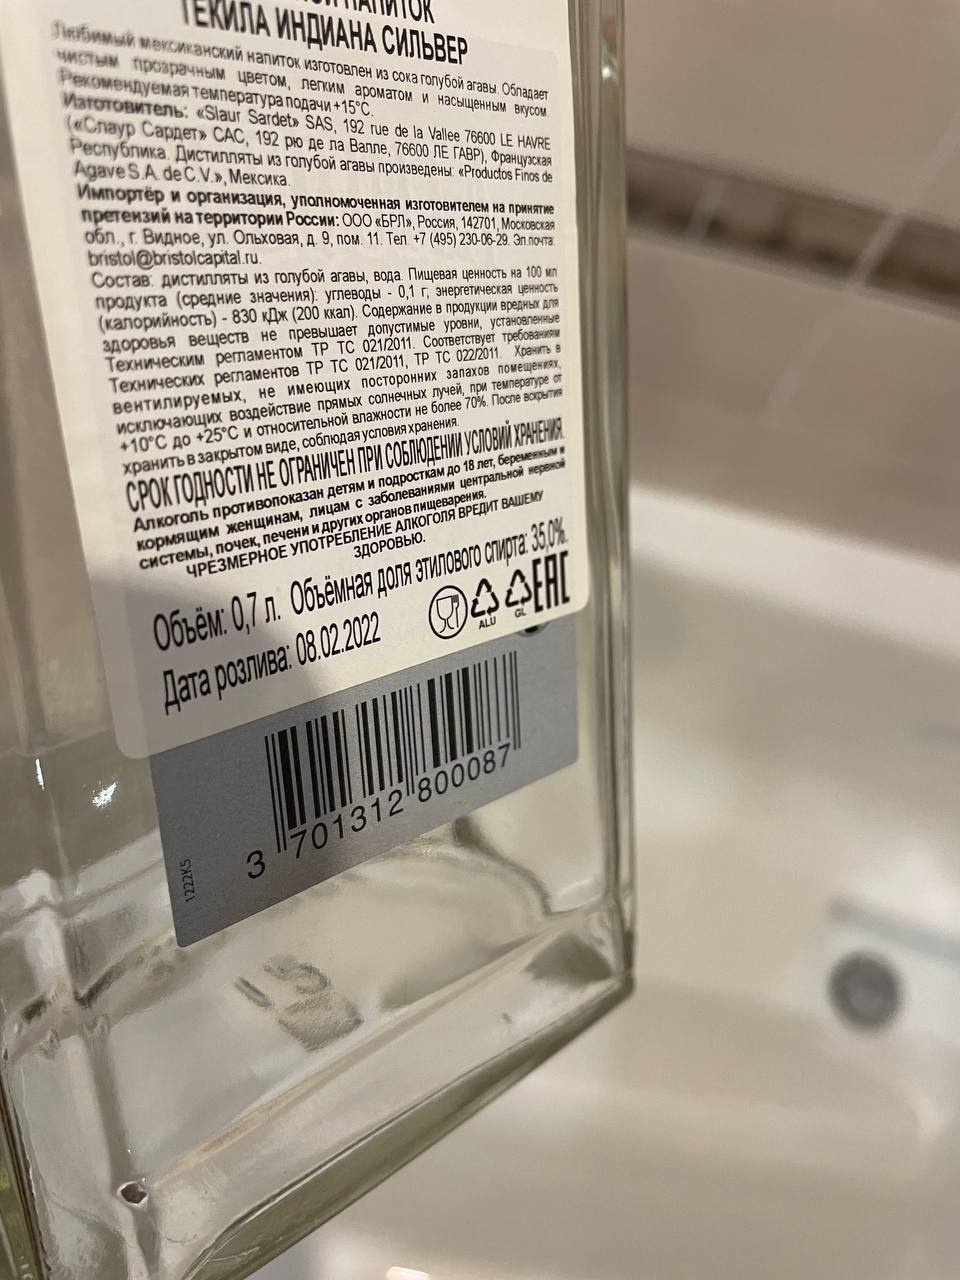 НАПИТОК
ТЕКИЛА ИНДИАНА СИЛЬВЕР
Любимый мексиканский напиток изготовлен из сока голубой агавы. Обладает
чистым прозрачным цветом, легким ароматом и насыщенным вкусом.
Рекомендуемая температура подачи +15°С.
Изготовитель: «Slaur Sardet» SAS, 192 rue de la Vallee 76600 LE HAVRE
(«Слаур Сардет» САС, 192 рю де ла Валле, 76600 ЛЕ ГАВР), Французская
Республика. Дистилляты из голубой агавы произведены: «Productos Finos de
Agave S.A. de C.V.», Мексика.
Импортёр и организация, уполномоченная изготовителем на принятие
претензий на территории России: ООО «БРЛ», Россия, 142701, Московская
обл., г. Видное, ул. Ольховая, д. 9, пом. 11. Тел. +7 (495) 230-06-29. Эл.почта:
bristol@bristolcapital.ru.
Состав: дистилляты из голубой агавы, вода. Пищевая ценность на 100 мл
продукта (средние значения): углеводы - 0,1 г, энергетическая ценность
(калорийность) - 830 кДж (200 ккал). Содержание в продукции вредных для
здоровья веществ не превышает допустимые уровни, установленные
Техническим регламентом ТР ТС 021/2011. Соответствует требованиям
Технических регламентов ТР ТС 021/2011, ТР ТС 022/2011. Хранить в
вентилируемых, не имеющих посторонних запахов помещениях,
исключающих воздействие прямых солнечных лучей, при температуре от
+10°С до +25°С и относительной влажности не более 70%. После вскрытия
хранить в закрытом виде, соблюдая условия хранения.
СРОК ГОДНОСТИ НЕ ОГРАНИЧЕН ПРИ СОБЛЮДЕНИИ УСЛОВИЙ ХРАНЕНИЯ.
Алкоголь противопоказан детям и подросткам до 18 лет, беременным и
кормящим женщинам, лицам с заболеваниями центральной нервной
системы, почек, печени и других органов пищеварения.
ЧРЕЗМЕРНОЕ УПОТРЕБЛЕНИЕ АЛКОГОЛЯ ВРЕДИТ ВАШЕМУ
ЗДОРОВЬЮ.
Объём: 0,7 л. Объёмная доля этилового спирта: 35,0%.
Дата розлива: 08.02.2022
ALU GL EAC
3 701312 800087
1222K5